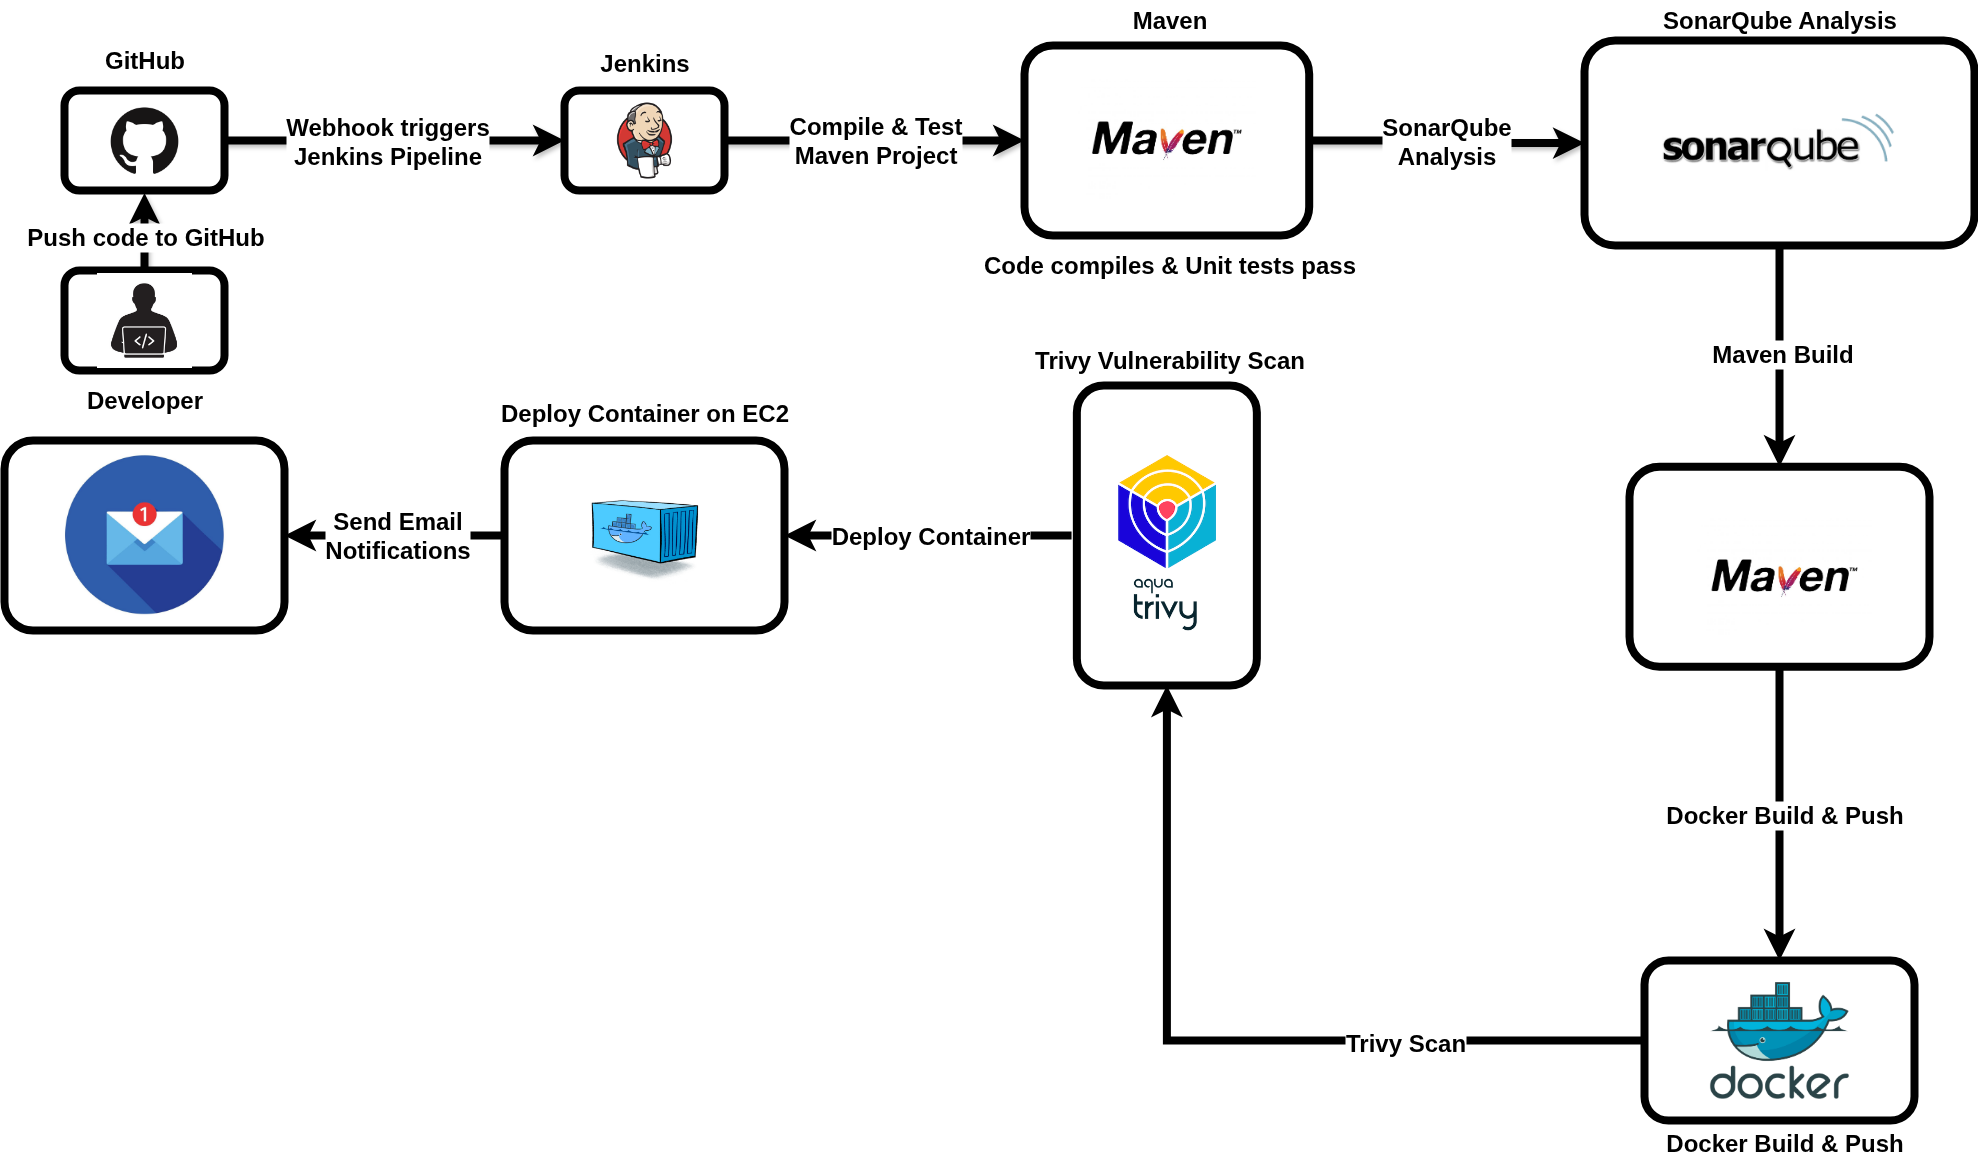 Maven
SonarQube Analysis
GitHub
Jenkins
Webhook triggers
Jenkins Pipeline
Compile & Test
Maven Project
Maven™
SonarQube
Analysis
sonarqube
Push code to GitHub
Code compiles & Unit tests pass
</>
Developer
Maven Build
Trivy Vulnerability Scan
Deploy Container on EC2
1
Send Email
Notifications
Deploy Container
aqua
trivy
Maven™
Docker Build & Push
Trivy Scan
docker
Docker Build & Push